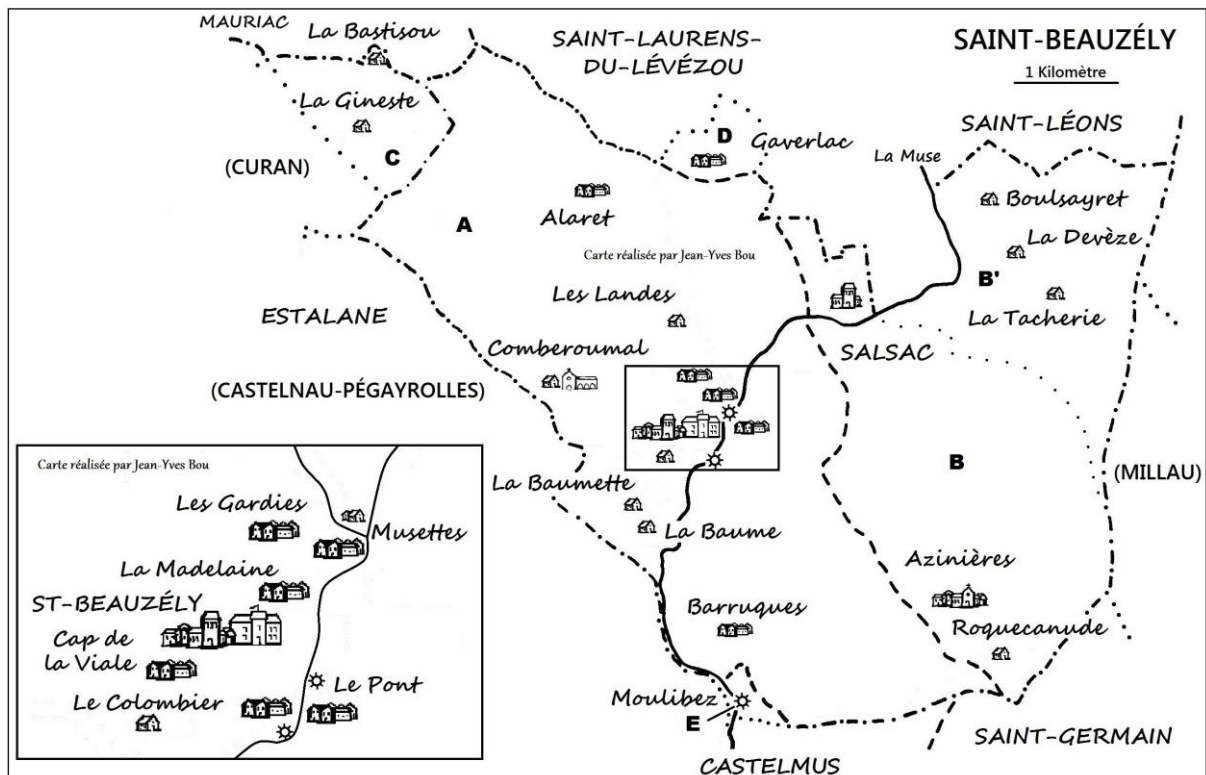 MAURIAC
La Bastisou
SAINT-LAURENS-
DU-LÉVÉZOU
SAINT-BEAUZÉLY
1 Kilomètre
La Gineste
D
Gaverlac
SAINT-LÉONS
(CURAN)
C
La Muse
Boulsayret
A
Alaret
La Devèze
Carte réalisée par Jean-Yves Bou
B'
Les Landes
La Tacherie
ESTALANE
SALSAC
Comberoumal
(CASTELNAU-PÉGAYROLLES)
B
(MILLAU)
La Baumette
La Baume
Azinières
Barruques
Roquecanude
Moulibez
E
SAINT-GERMAIN
CASTELMUS
Carte réalisée par Jean-Yves Bou
Les Gardies
Musettes
La Madelaine
ST-BEAUZÉLY
Cap de
la Viale
Le Pont
Le Colombier